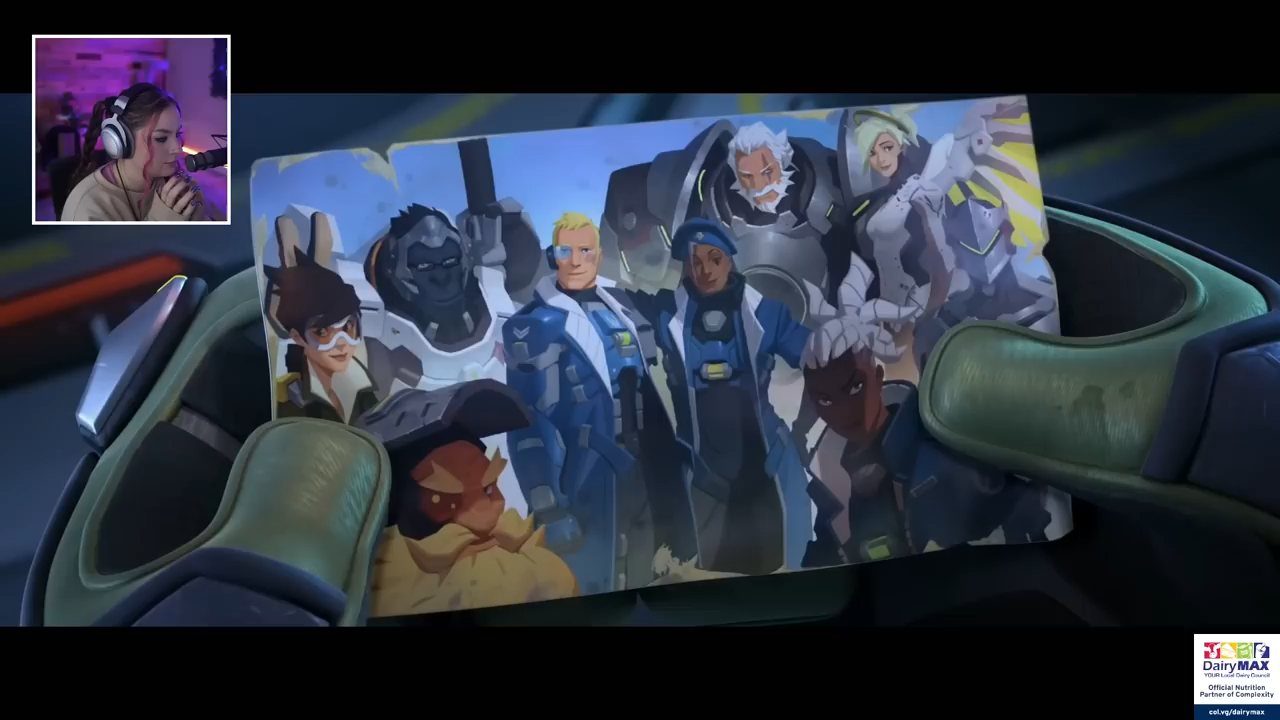 DairyMAX
YOUR Local Dairy Council
Official Nutrition
Partner of Complexity
col.vg/dairymax